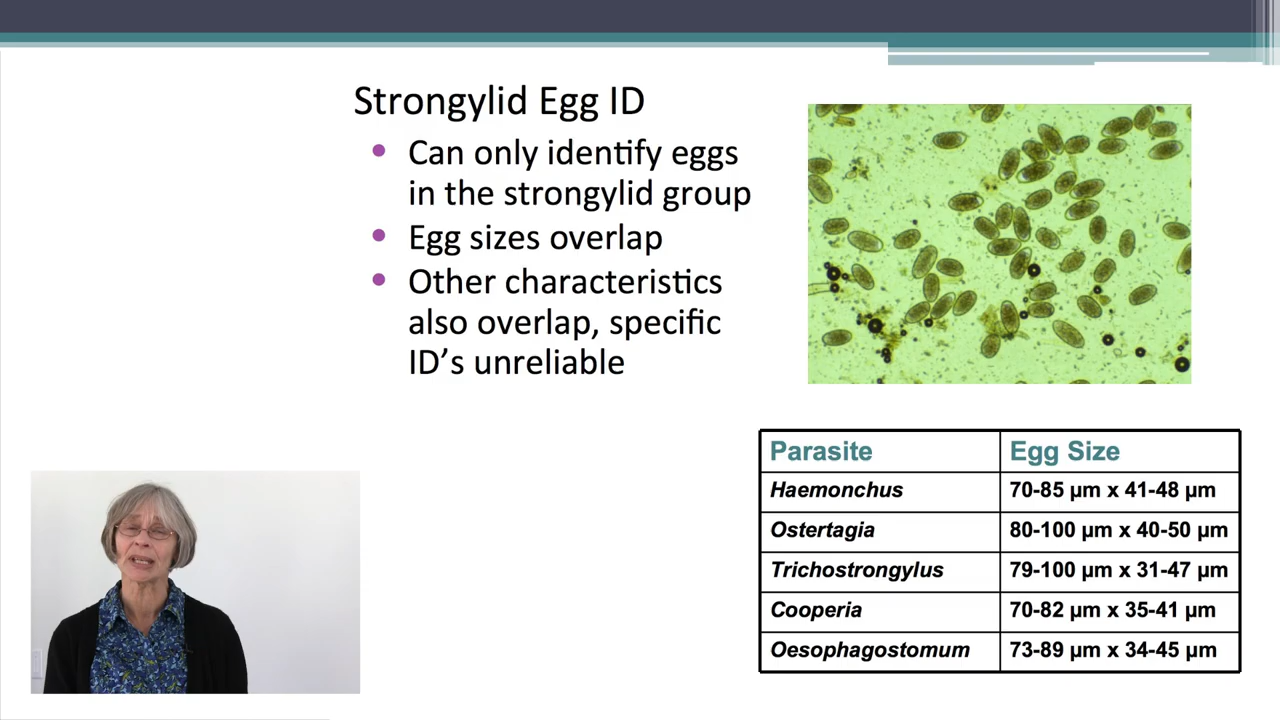 Strongylid Egg ID
• Can only identify eggs
in the strongylid group
• Egg sizes overlap
• Other characteristics
also overlap, specific
ID’s unreliable
Parasite Egg Size
Haemonchus 70-85 µm x 41-48 µm
Ostertagia 80-100 µm x 40-50 µm
Trichostrongylus 79-100 µm x 31-47 µm
Cooperia 70-82 µm x 35-41 µm
Oesophagostomum 73-89 µm x 34-45 µm